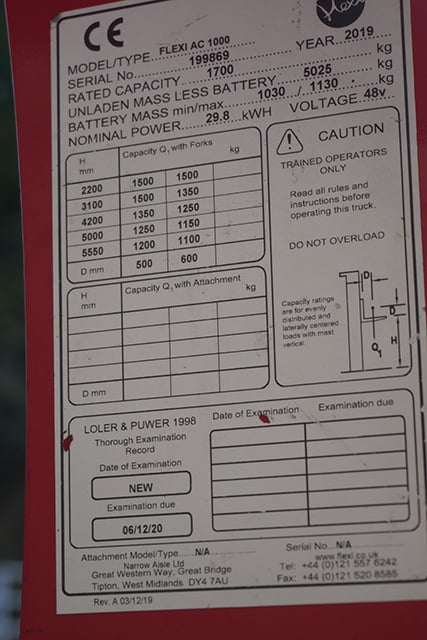 Flexi
CE
MODEL/TYPE FLEXI AC 1000
SERIAL No. 199869 YEAR 2019
RATED CAPACITY 1700 kg
UNLADEN MASS LESS BATTERY 5025 kg
BATTERY MASS min/max 1030 / 1130 kg
NOMINAL POWER 29.8 kWH VOLTAGE 48v
H mm Capacity Q1 with Forks kg
2200 1500 1500
3100 1500 1350
4200 1350 1250
5000 1250 1150
5550 1200 1100
D mm 500 600
CAUTION
TRAINED OPERATORS
ONLY
Read all rules and
instructions before
operating this truck.
DO NOT OVERLOAD
Capacity ratings
are for evenly
distributed and
laterally centered
loads with mast
vertical.
D
D
Q1
H
H mm Capacity Q1 with Attachment kg
D mm
LOLER & PUWER 1998
Thorough Examination
Record
Date of Examination
NEW
Examination due
06/12/20
Date of Examination Examination due
Attachment Model/Type N/A Serial No N/A
Narrow Aisle Ltd www.flexi.co.uk
Great Western Way, Great Bridge Tel: +44 (0)121 557 6242
Tipton, West Midlands DY4 7AU Fax: +44 (0)121 520 8585
Rev. A 03/12/19